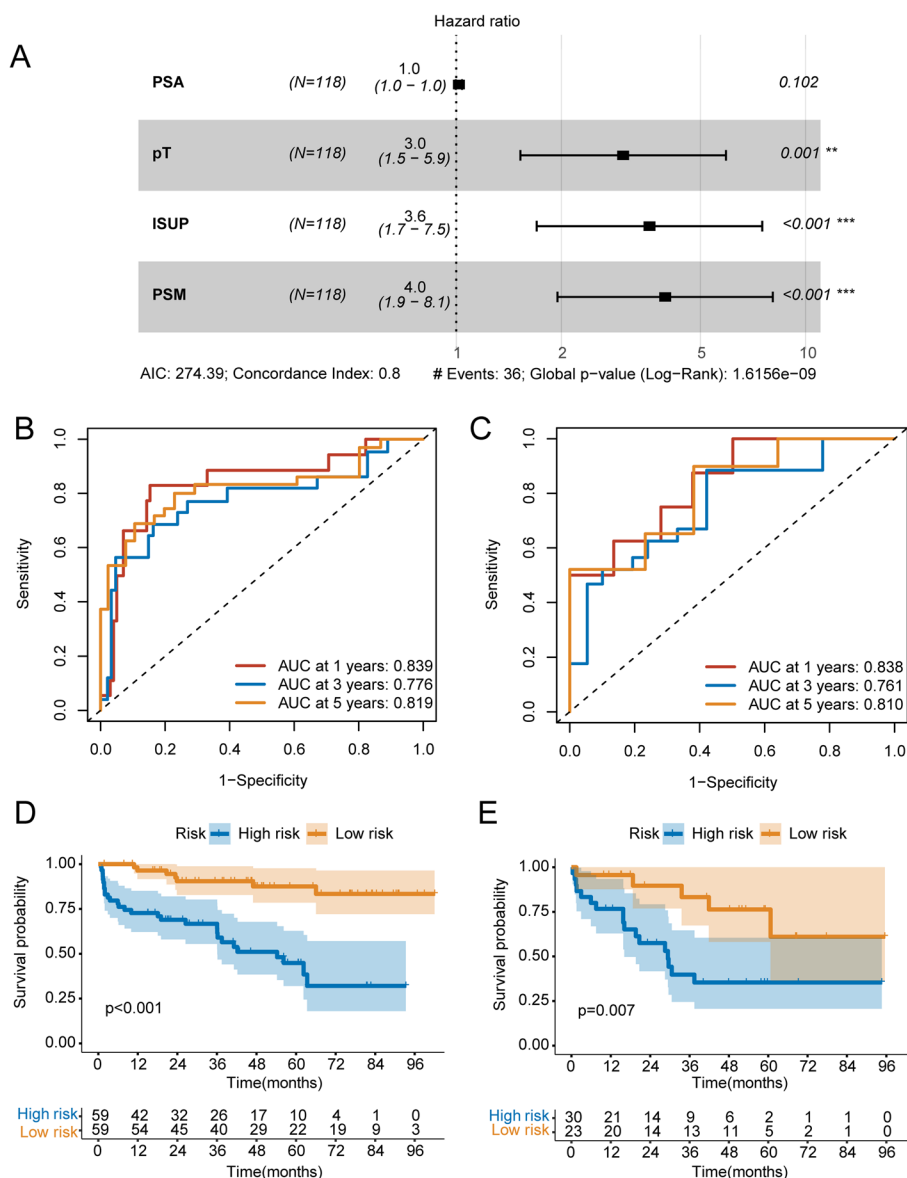 Hazard ratio
A
PSA (N=118) 1.0 (1.0 − 1.0) 0.102
pT (N=118) 3.0 (1.5 − 5.9) 0.001 **
ISUP (N=118) 3.6 (1.7 − 7.5) <0.001 ***
PSM (N=118) 4.0 (1.9 − 8.1) <0.001 ***
1 2 5 10
AIC: 274.39; Concordance Index: 0.8 # Events: 36; Global p-value (Log-Rank): 1.6156e-09
B
Sensitivity
1.0
0.8
0.6
0.4
0.2
0.0
AUC at 1 years: 0.839
AUC at 3 years: 0.776
AUC at 5 years: 0.819
0.0 0.2 0.4 0.6 0.8 1.0
1−Specificity
C
Sensitivity
1.0
0.8
0.6
0.4
0.2
0.0
AUC at 1 years: 0.838
AUC at 3 years: 0.761
AUC at 5 years: 0.810
0.0 0.2 0.4 0.6 0.8 1.0
1−Specificity
D
Risk High risk Low risk
Survival probability
1.00
0.75
0.50
0.25
0.00
p<0.001
0 12 24 36 48 60 72 84 96
Time(months)
High risk 59 42 32 26 17 10 4 1 0
Low risk 59 54 45 40 29 22 19 9 3
0 12 24 36 48 60 72 84 96
Time(months)
E
Risk High risk Low risk
Survival probability
1.00
0.75
0.50
0.25
0.00
p=0.007
0 12 24 36 48 60 72 84 96
Time(months)
High risk 30 21 14 9 6 2 1 1 0
Low risk 23 20 14 13 11 5 2 1 0
0 12 24 36 48 60 72 84 96
Time(months)